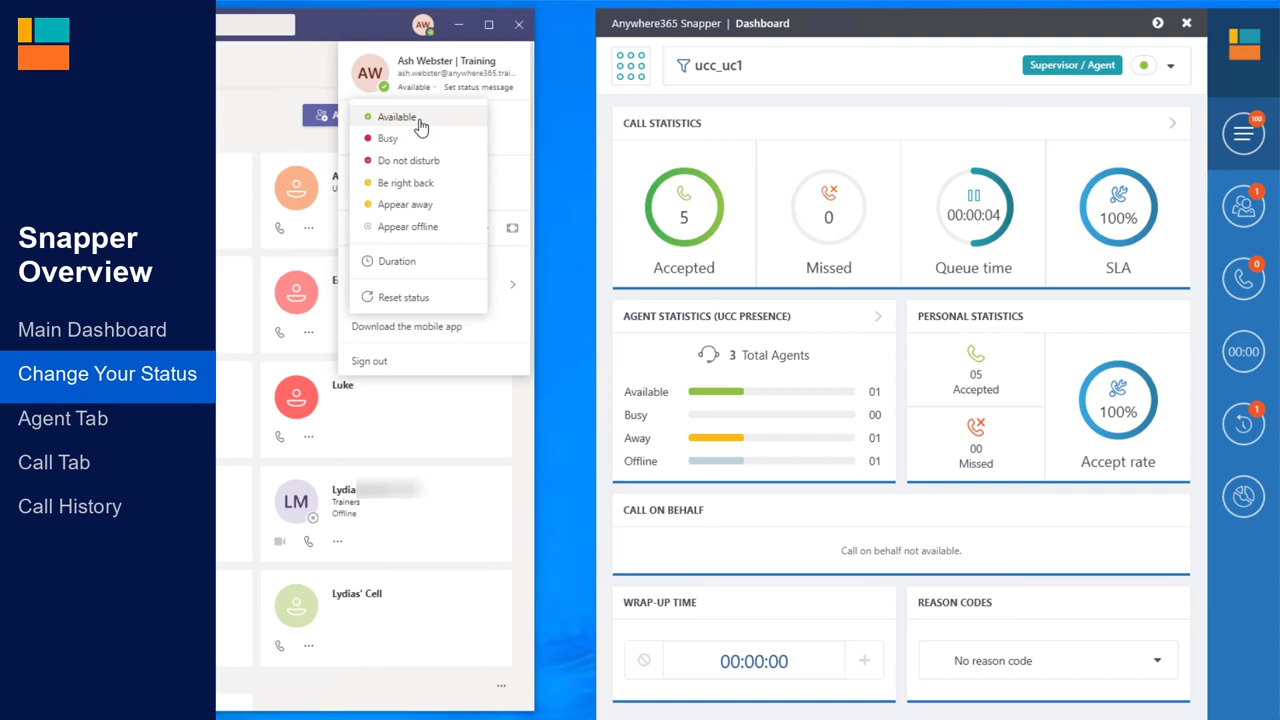 Snapper
Overview
Main Dashboard
Change Your Status
Agent Tab
Call Tab
Call History
AW
Ash Webster | Training
ash.webster@anywhere365.trai...
Available
Set status message
AW
Available
Busy
Do not disturb
Be right back
Appear away
Appear offline
Duration
Reset status
Download the mobile app
Sign out
Luke
LM
Lydia
Trainers
Offline
Lydias' Cell
Anywhere365 Snapper | Dashboard
ucc_uc1
Supervisor / Agent
CALL STATISTICS
5
0
00:00:04
100%
Accepted
Missed
Queue time
SLA
AGENT STATISTICS (UCC PRESENCE)
3 Total Agents
Available 01
Busy 00
Away 01
Offline 01
PERSONAL STATISTICS
05
Accepted
00
Missed
100%
Accept rate
CALL ON BEHALF
Call on behalf not available.
WRAP-UP TIME
00:00:00
REASON CODES
No reason code
100
1
0
00:00
1